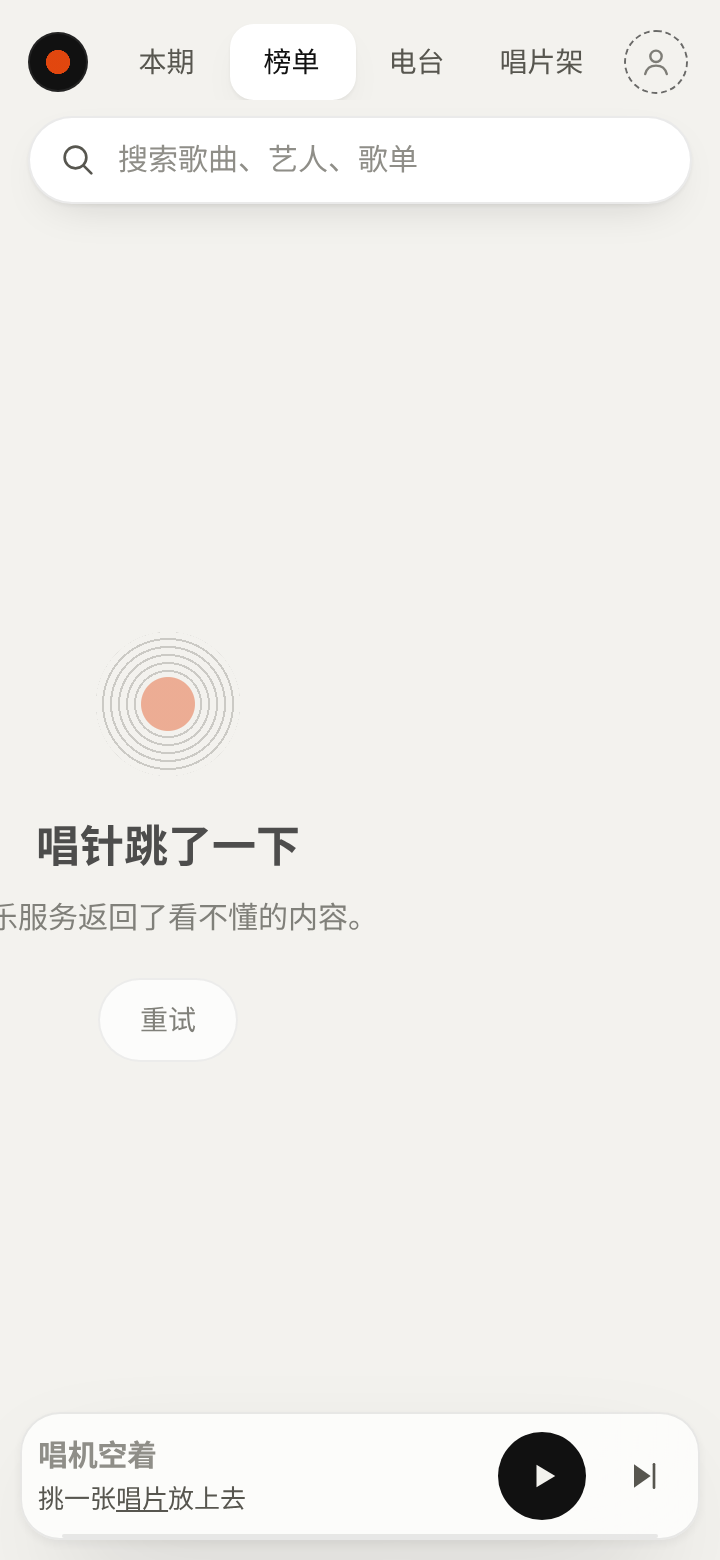 本期
榜单
电台
唱片架
搜索歌曲、艺人、歌单
唱针跳了一下
乐服务返回了看不懂的内容。
重试
唱机空着
挑一张唱片放上去